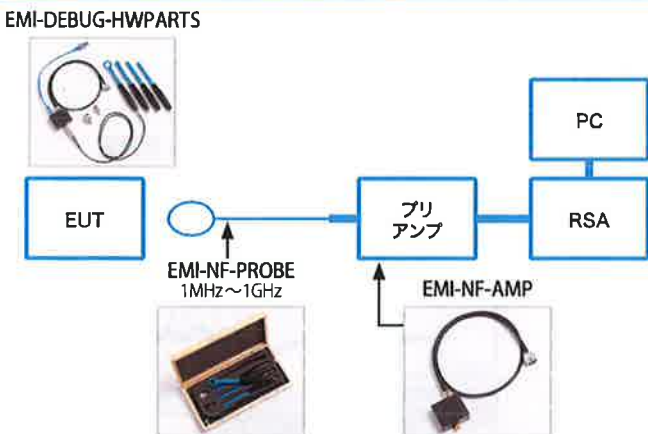 EMI-DEBUG-HWPARTS
PC
EUT
プリ
アンプ
RSA
EMI-NF-PROBE
1MHz～1GHz
EMI-NF-AMP